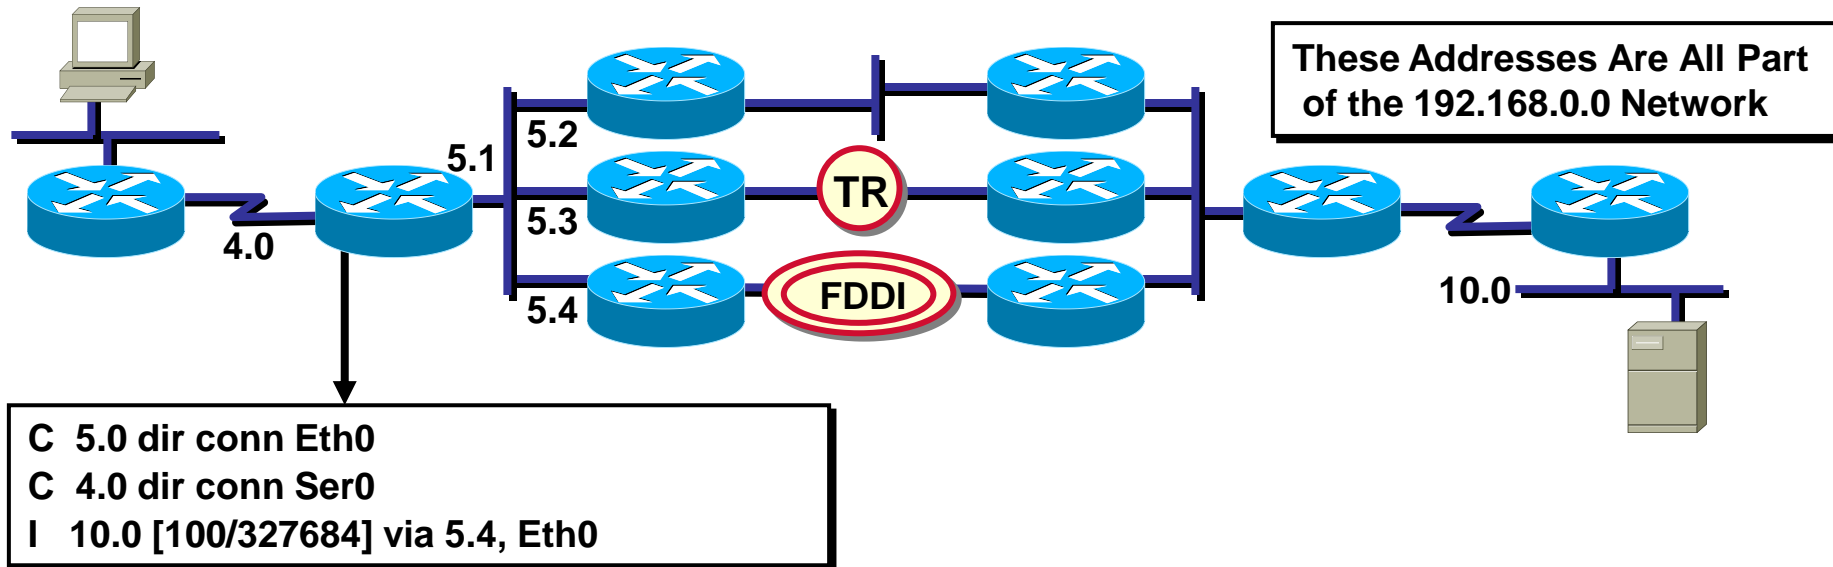 These Addresses Are All Part
of the 192.168.0.0 Network
5.1
5.2
5.3
5.4
TR
FDDI
4.0
10.0
C 5.0 dir conn Eth0
C 4.0 dir conn Ser0
I 10.0 [100/327684] via 5.4, Eth0